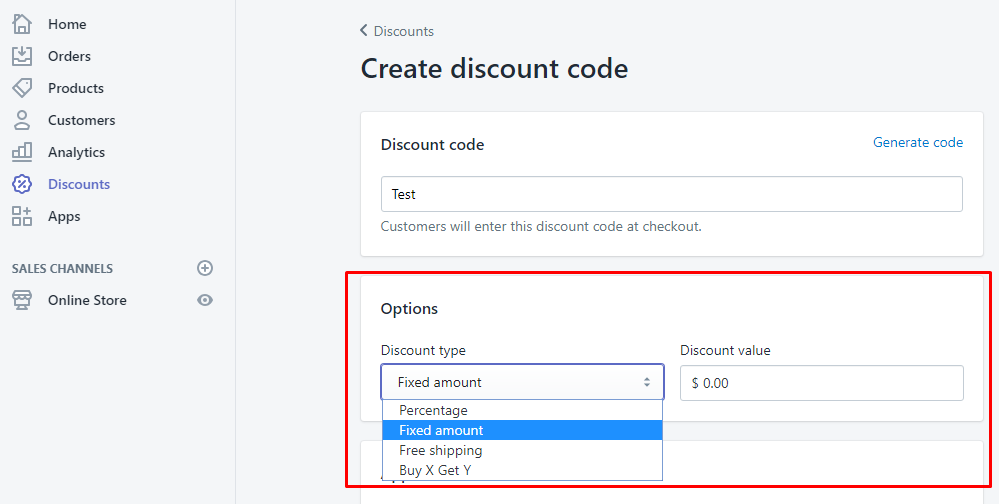 Home
Orders
Products
Customers
Analytics
Discounts
Apps
SALES CHANNELS
Online Store
Discounts
Create discount code
Discount code
Generate code
Test
Customers will enter this discount code at checkout.
Options
Discount type
Discount value
Fixed amount
$ 0.00
Percentage
Fixed amount
Free shipping
Buy X Get Y